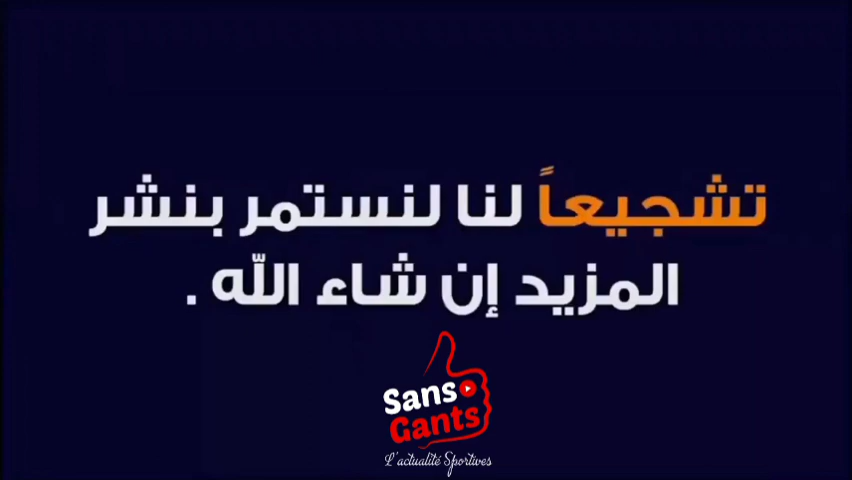 تشجيعاً لنا لنستمر بنشر
المزيد إن شاء الله .
Sans
Gants
L'actualité Sportives